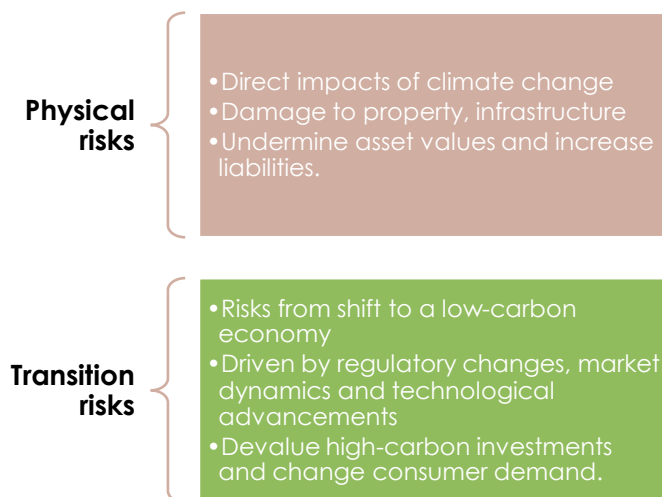 Physical
risks
•Direct impacts of climate change
•Damage to property, infrastructure
•Undermine asset values and increase
liabilities.
Transition
risks
•Risks from shift to a low-carbon
economy
•Driven by regulatory changes, market
dynamics and technological
advancements
•Devalue high-carbon investments
and change consumer demand.